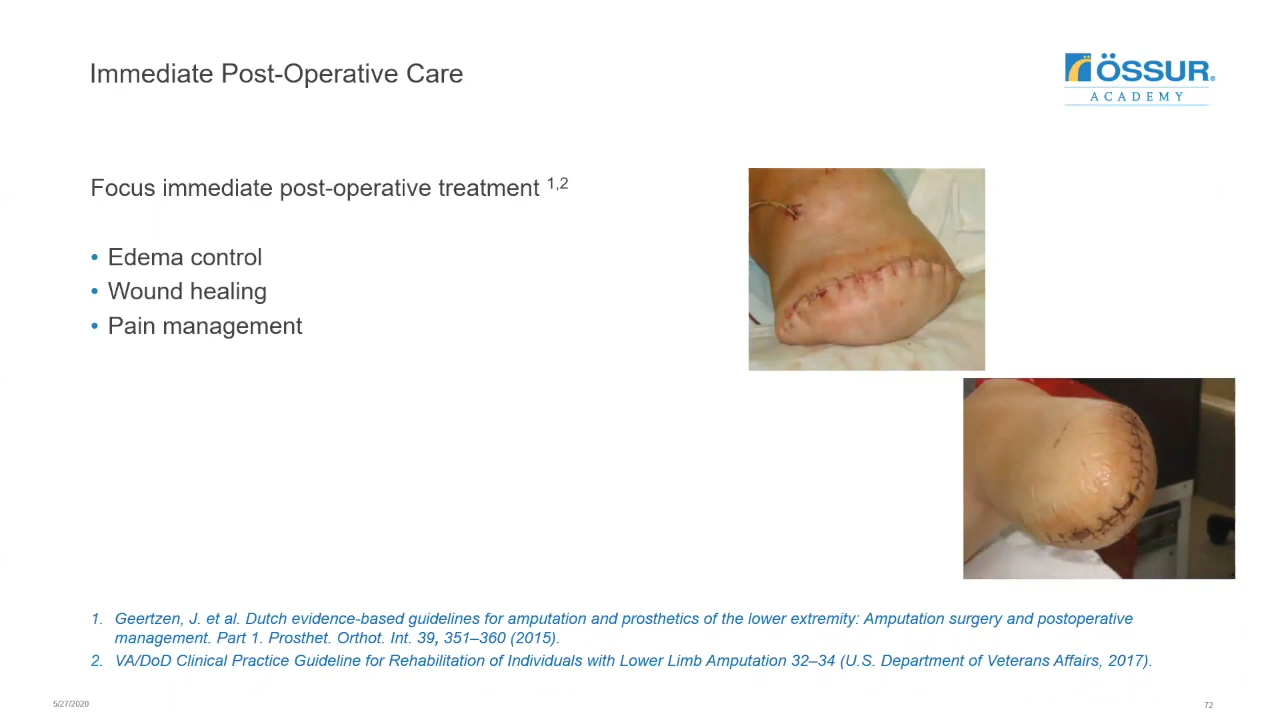 Immediate Post-Operative Care
ÖSSUR®
ACADEMY
Focus immediate post-operative treatment 1,2
• Edema control
• Wound healing
• Pain management
1. Geertzen, J. et al. Dutch evidence-based guidelines for amputation and prosthetics of the lower extremity: Amputation surgery and postoperative
management. Part 1. Prosthet. Orthot. Int. 39, 351–360 (2015).
2. VA/DoD Clinical Practice Guideline for Rehabilitation of Individuals with Lower Limb Amputation 32–34 (U.S. Department of Veterans Affairs, 2017).
5/27/2020
72